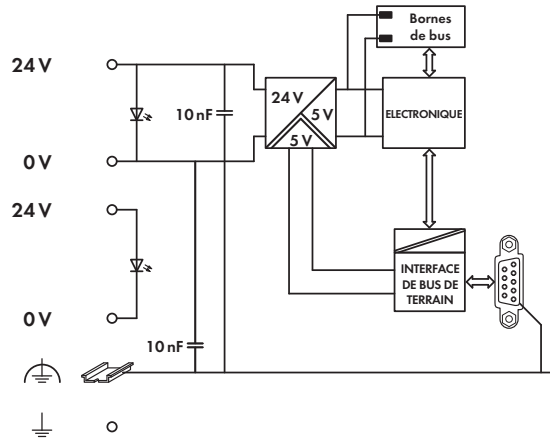 Bornes
de bus
24 V
10 nF
24 V
5 V
5 V
ELECTRONIQUE
0 V
24 V
INTERFACE
DE BUS DE
TERRAIN
0 V
10 nF